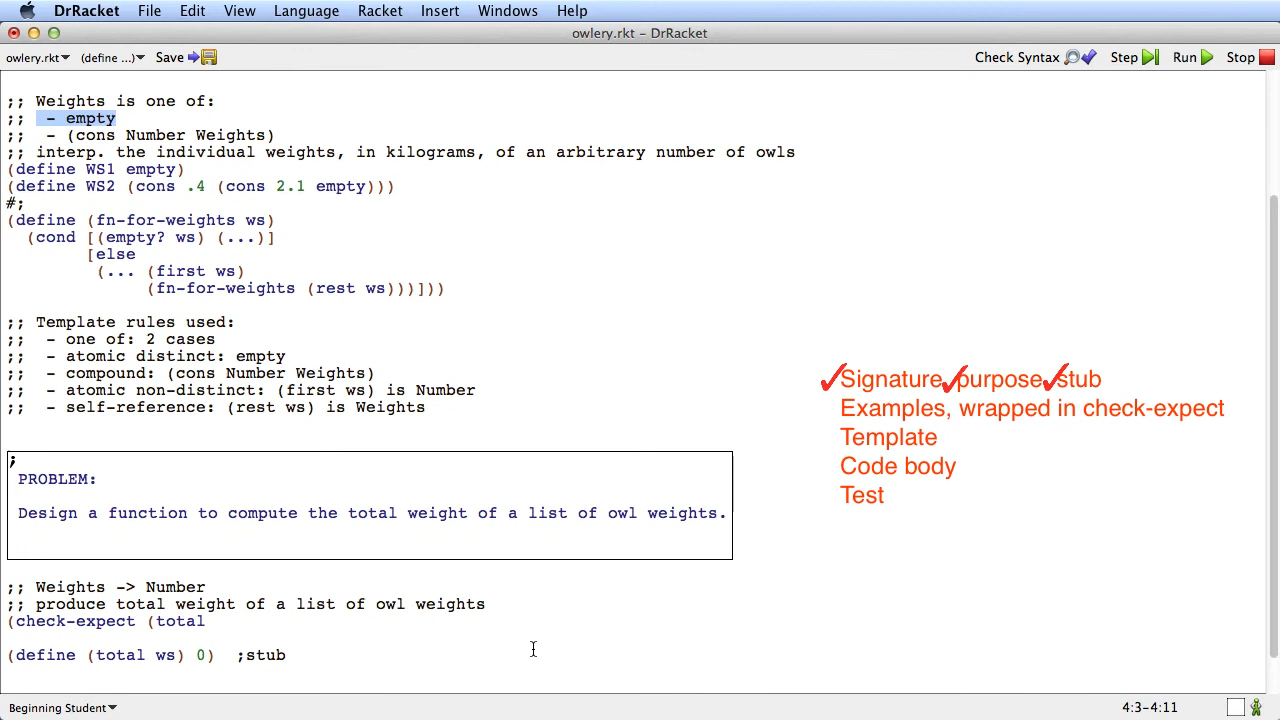 DrRacket File Edit View Language Racket Insert Windows Help
owlery.rkt - DrRacket
owlery.rkt (define ...) Save Check Syntax Step Run Stop
;; Weights is one of:
;;  - empty
;;  - (cons Number Weights)
;; interp. the individual weights, in kilograms, of an arbitrary number of owls
(define WS1 empty)
(define WS2 (cons .4 (cons 2.1 empty)))
#;
(define (fn-for-weights ws)
  (cond [(empty? ws) (...)]
        [else
         (... (first ws)
              (fn-for-weights (rest ws)))]))
;; Template rules used:
;;  - one of: 2 cases
;;  - atomic distinct: empty
;;  - compound: (cons Number Weights)
;;  - atomic non-distinct: (first ws) is Number
;;  - self-reference: (rest ws) is Weights
;
PROBLEM:
Design a function to compute the total weight of a list of owl weights.
;; Weights -> Number
;; produce total weight of a list of owl weights
(check-expect (total
(define (total ws) 0)  ;stub
Signature, purpose, stub
Examples, wrapped in check-expect
Template
Code body
Test
Beginning Student 4:3-4:11